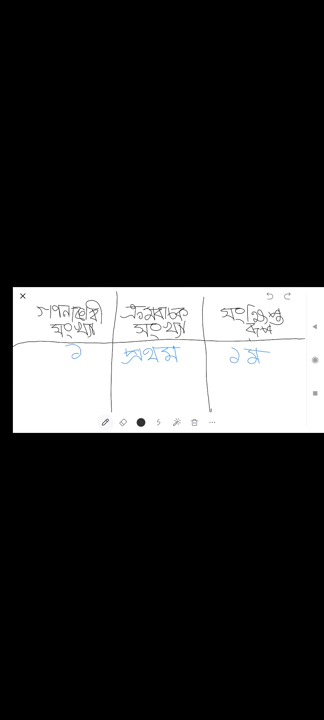 গণনাবাচক সংখ্যা
ক্রমবাচক সংখ্যা
সংক্ষিপ্ত রূপ
১ প্রথম ১ম